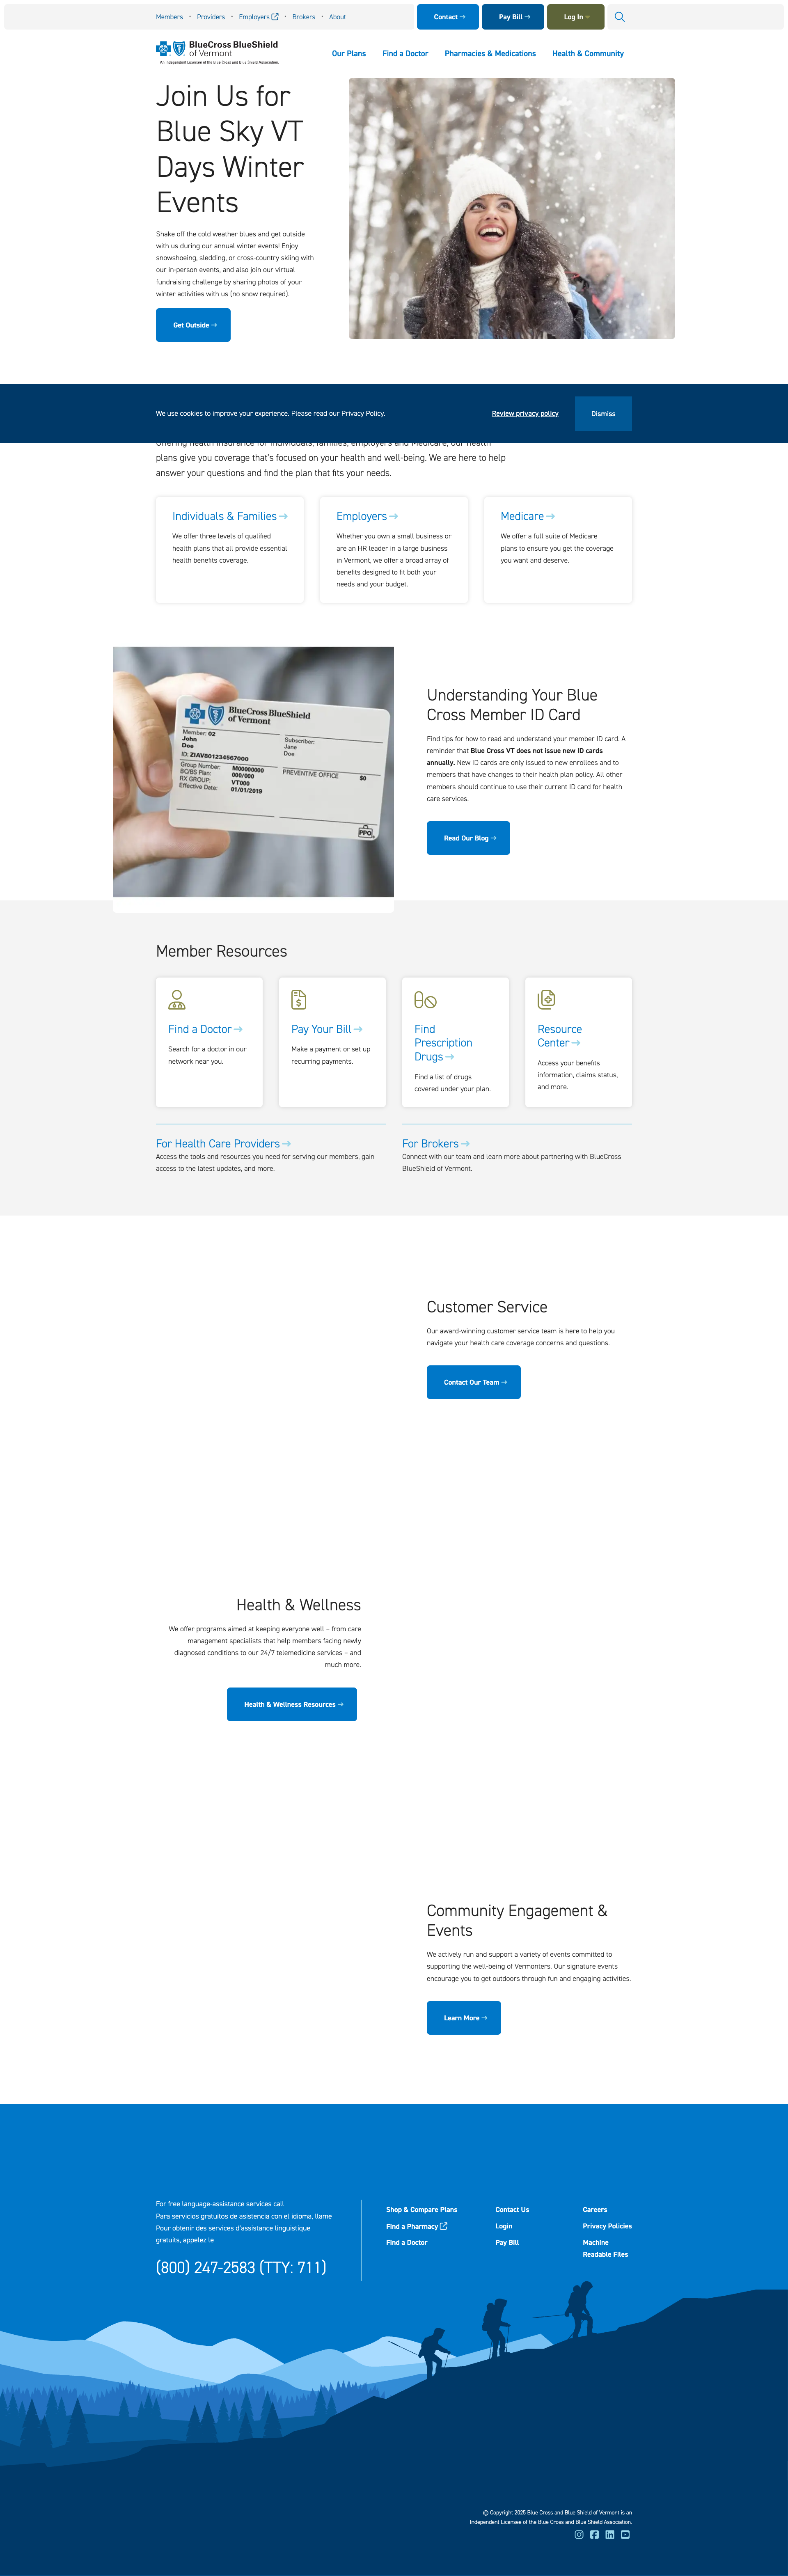 Members
Providers
Employers
Brokers
About
Contact
Pay Bill
Log In
BlueCross BlueShield
of Vermont
An Independent Licensee of the Blue Cross and Blue Shield Association.
Our Plans
Find a Doctor
Pharmacies & Medications
Health & Community
Join Us for
Blue Sky VT
Days Winter
Events
Shake off the cold weather blues and get outside
with us during our annual winter events! Enjoy
snowshoeing, sledding, or cross-country skiing with
our in-person events, and also join our virtual
fundraising challenge by sharing photos of your
winter activities with us (no snow required).
Get Outside
We use cookies to improve your experience. Please read our Privacy Policy.
Review privacy policy
Dismiss
Offering health insurance for individuals, families, employers and Medicare, our health
plans give you coverage that's focused on your health and well-being. We are here to help
answer your questions and find the plan that fits your needs.
Individuals & Families
We offer three levels of qualified
health plans that all provide essential
health benefits coverage.
Employers
Whether you own a small business or
are an HR leader in a large business
in Vermont, we offer a broad array of
benefits designed to fit both your
needs and your budget.
Medicare
We offer a full suite of Medicare
plans to ensure you get the coverage
you want and deserve.
BlueCross BlueShield
of Vermont
Member: 02
John
Doe
Subscriber:
Jane
Doe
ID: ZIAV801234567000
Group Number: M00000000
BC/BS Plan: 000/000
RX GROUP: VT000
Effective Date: 01/01/2019
PREVENTIVE OFFICE $0
PPO
Understanding Your Blue
Cross Member ID Card
Find tips for how to read and understand your member ID card. A
reminder that Blue Cross VT does not issue new ID cards
annually. New ID cards are only issued to new enrollees and to
members that have changes to their health plan policy. All other
members should continue to use their current ID card for health
care services.
Read Our Blog
Member Resources
Find a Doctor
Search for a doctor in our
network near you.
Pay Your Bill
Make a payment or set up
recurring payments.
Find
Prescription
Drugs
Find a list of drugs
covered under your plan.
Resource
Center
Access your benefits
information, claims status,
and more.
For Health Care Providers
Access the tools and resources you need for serving our members, gain
access to the latest updates, and more.
For Brokers
Connect with our team and learn more about partnering with BlueCross
BlueShield of Vermont.
Customer Service
Our award-winning customer service team is here to help you
navigate your health care coverage concerns and questions.
Contact Our Team
Health & Wellness
We offer programs aimed at keeping everyone well – from care
management specialists that help members facing newly
diagnosed conditions to our 24/7 telemedicine services – and
much more.
Health & Wellness Resources
Community Engagement &
Events
We actively run and support a variety of events committed to
supporting the well-being of Vermonters. Our signature events
encourage you to get outdoors through fun and engaging activities.
Learn More
For free language-assistance services call
Para servicios gratuitos de asistencia con el idioma, llame
Pour obtenir des services d'assistance linguistique
gratuits, appelez le
(800) 247-2583 (TTY: 711)
Shop & Compare Plans
Find a Pharmacy
Find a Doctor
Contact Us
Login
Pay Bill
Careers
Privacy Policies
Machine
Readable Files
© Copyright 2025 Blue Cross and Blue Shield of Vermont is an
Independent Licensee of the Blue Cross and Blue Shield Association.